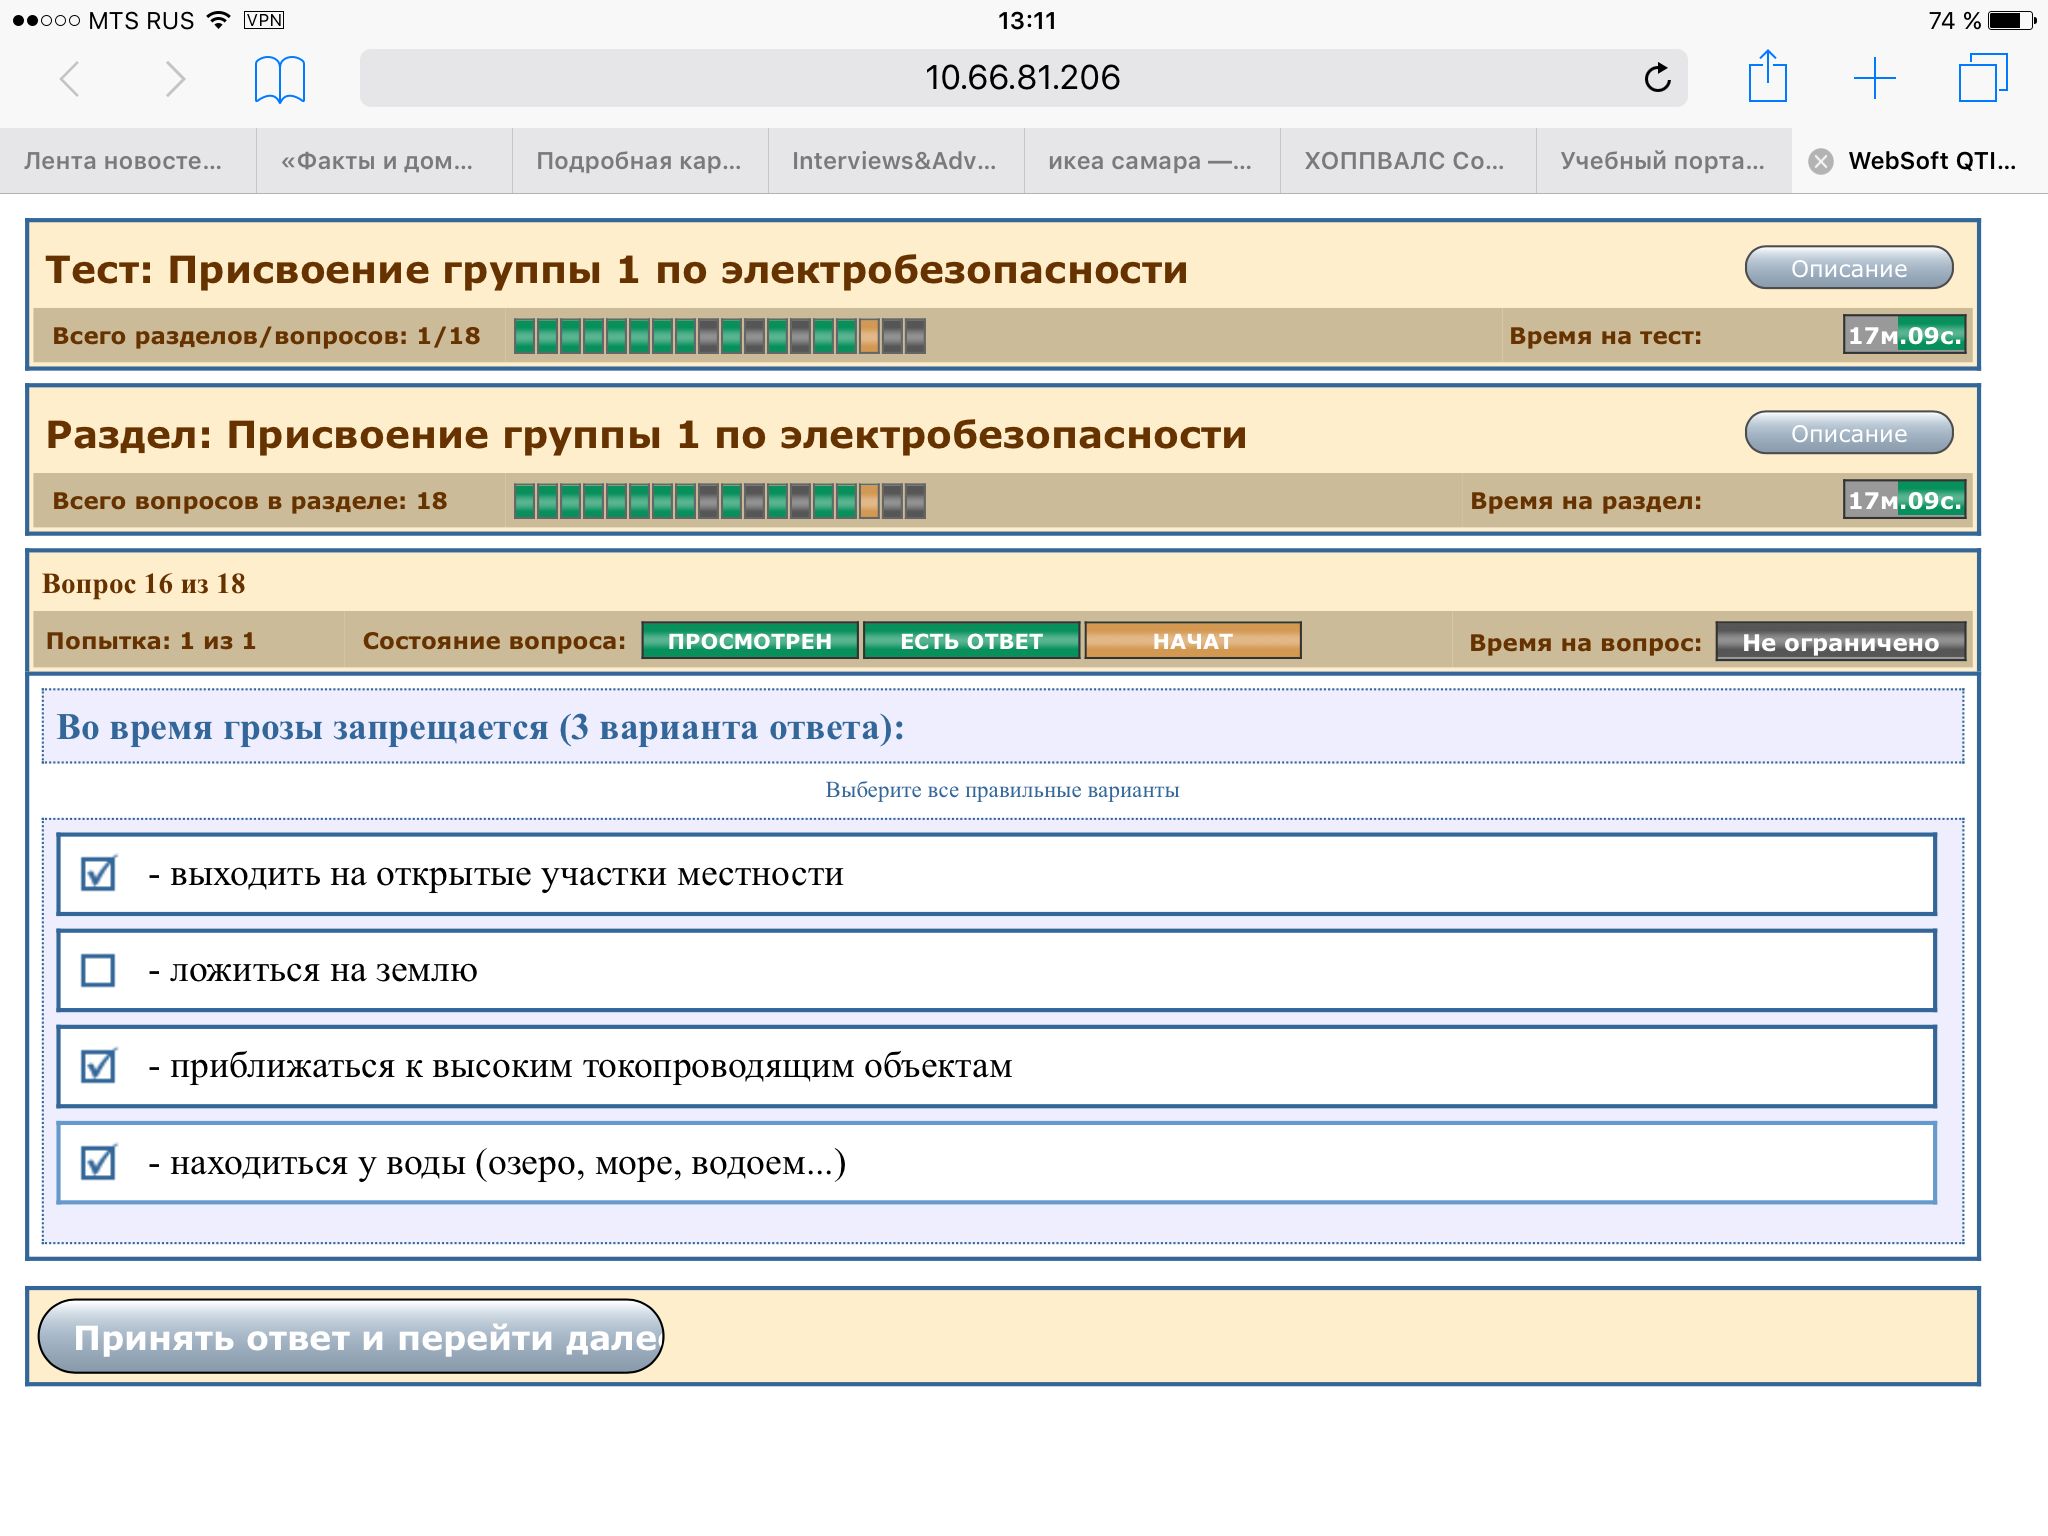 MTS RUS VPN 13:11 74 %
10.66.81.206
Лента новосте... «Факты и дом... Подробная кар... Interviews&Adv... икеа самара —... ХОППВАЛС Со... Учебный порта... WebSoft QTI...
Тест: Присвоение группы 1 по электробезопасности Описание
Всего разделов/вопросов: 1/18 Время на тест: 17м.09с.
Раздел: Присвоение группы 1 по электробезопасности Описание
Всего вопросов в разделе: 18 Время на раздел: 17м.09с.
Вопрос 16 из 18
Попытка: 1 из 1 Состояние вопроса: ПРОСМОТРЕН ЕСТЬ ОТВЕТ НАЧАТ Время на вопрос: Не ограничено
Во время грозы запрещается (3 варианта ответа):
Выберите все правильные варианты
- выходить на открытые участки местности
- ложиться на землю
- приближаться к высоким токопроводящим объектам
- находиться у воды (озеро, море, водоем...)
Принять ответ и перейти далее